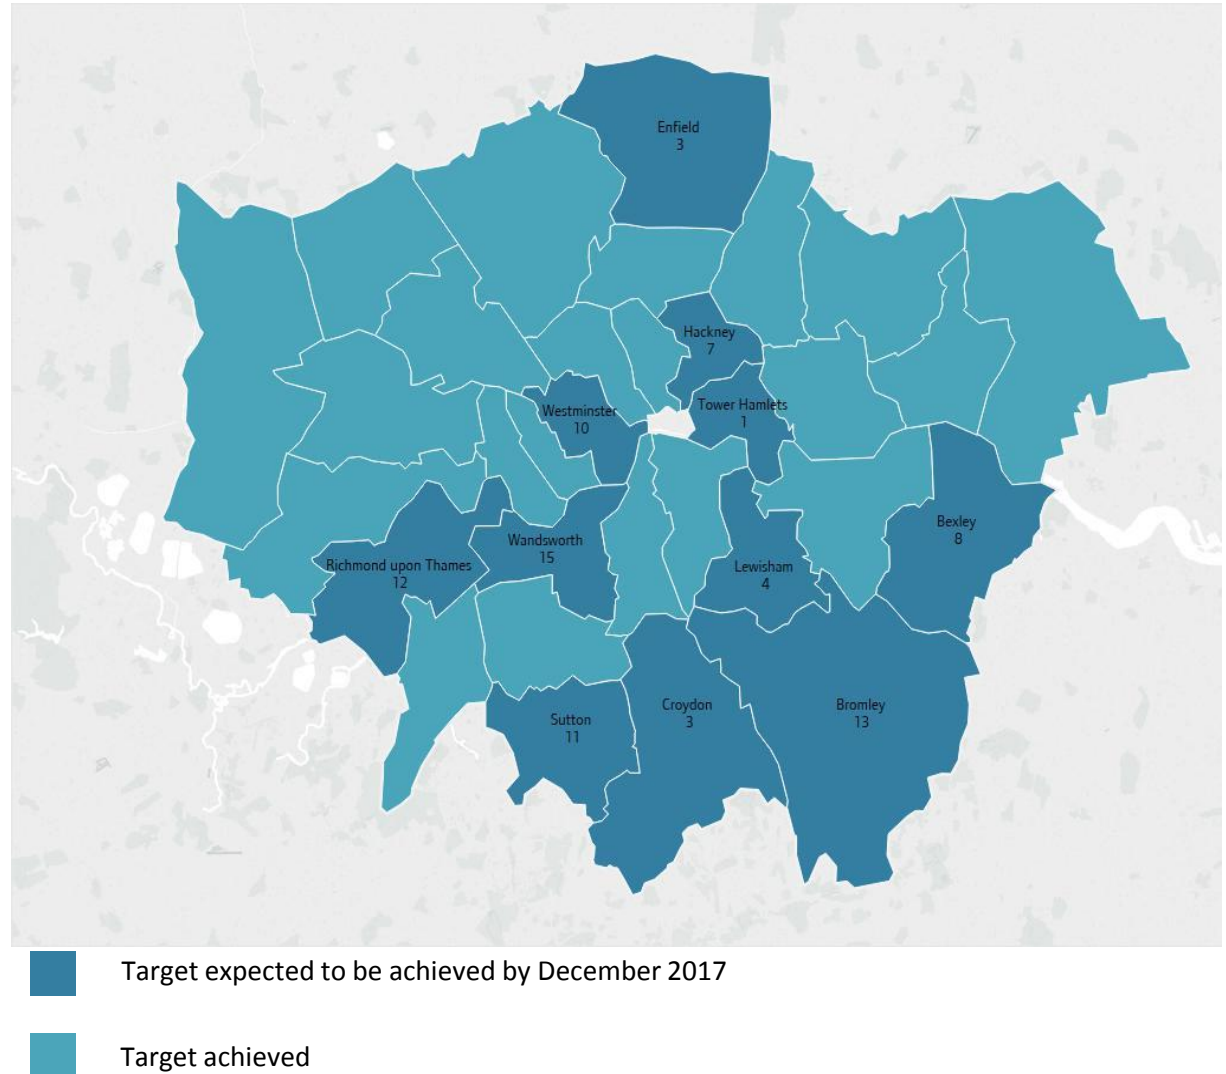 Enfield
3
Hackney
7
Tower Hamlets
1
Westminster
10
Bexley
8
Wandsworth
15
Richmond upon Thames
12
Lewisham
4
Sutton
11
Croydon
3
Bromley
13
Target expected to be achieved by December 2017
Target achieved